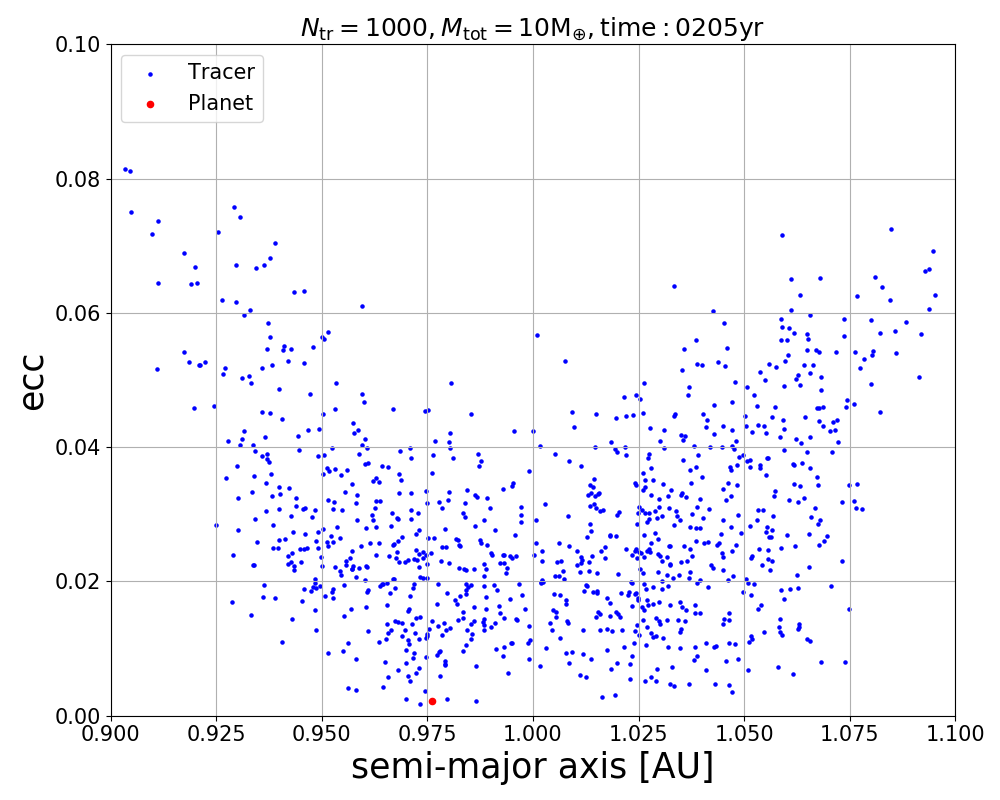 N_tr = 1000, M_tot = 10M_⊕, time : 0205yr
0.10
Tracer
Planet
0.08
0.06
ecc
0.04
0.02
0.00
0.900 0.925 0.950 0.975 1.000 1.025 1.050 1.075 1.100
semi-major axis [AU]